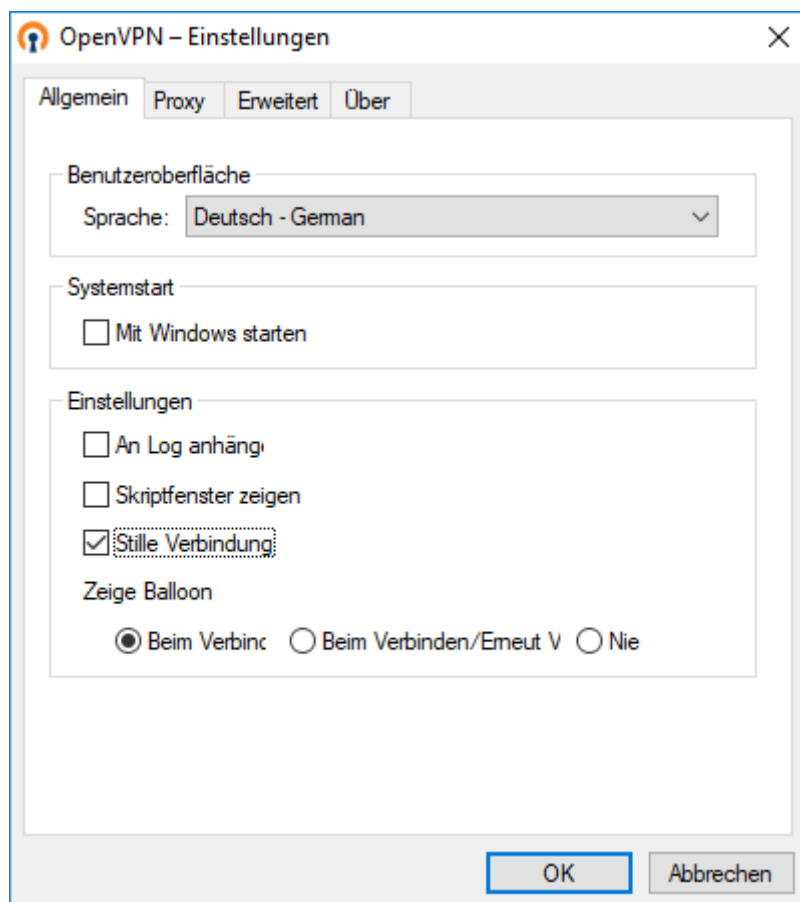 OpenVPN – Einstellungen
Allgemein Proxy Erweitert Über
Benutzeroberfläche
Sprache: Deutsch - German
Systemstart
Mit Windows starten
Einstellungen
An Log anhäng
Skriptfenster zeigen
Stille Verbindung
Zeige Balloon
Beim Verbinc Beim Verbinden/Erneut V Nie
OK Abbrechen